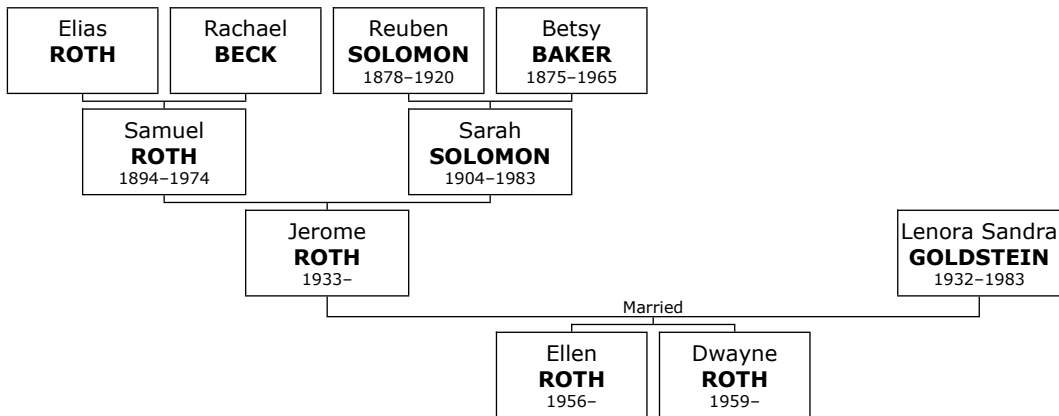 Elias
ROTH
Rachael
BECK
Reuben
SOLOMON
1878–1920
Betsy
BAKER
1875–1965
Samuel
ROTH
1894–1974
Sarah
SOLOMON
1904–1983
Jerome
ROTH
1933–
Lenora Sandra
GOLDSTEIN
1932–1983
Married
Ellen
ROTH
1956–
Dwayne
ROTH
1959–